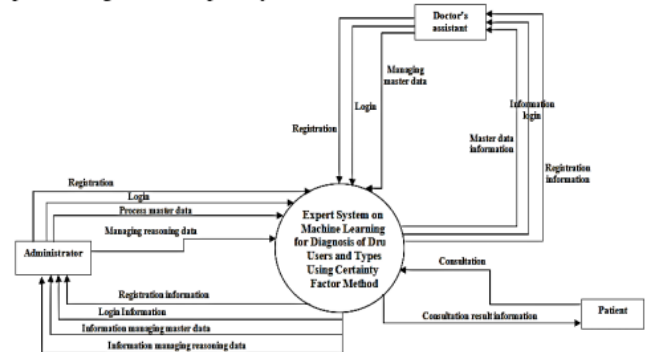 Doctor's
assistant
Managing
master data
Login
Information
login
Registration
Master data
information
Registration
information
Registration
Login
Process master data
Managing reasoning data
Administrator
Expert System on
Machine Learning
for Diagnosis of Dru
Users and Types
Using Certainty
Factor Method
Consultation
Registration information
Login Information
Information managing master data
Information managing reasoning data
Consultation result information
Patient